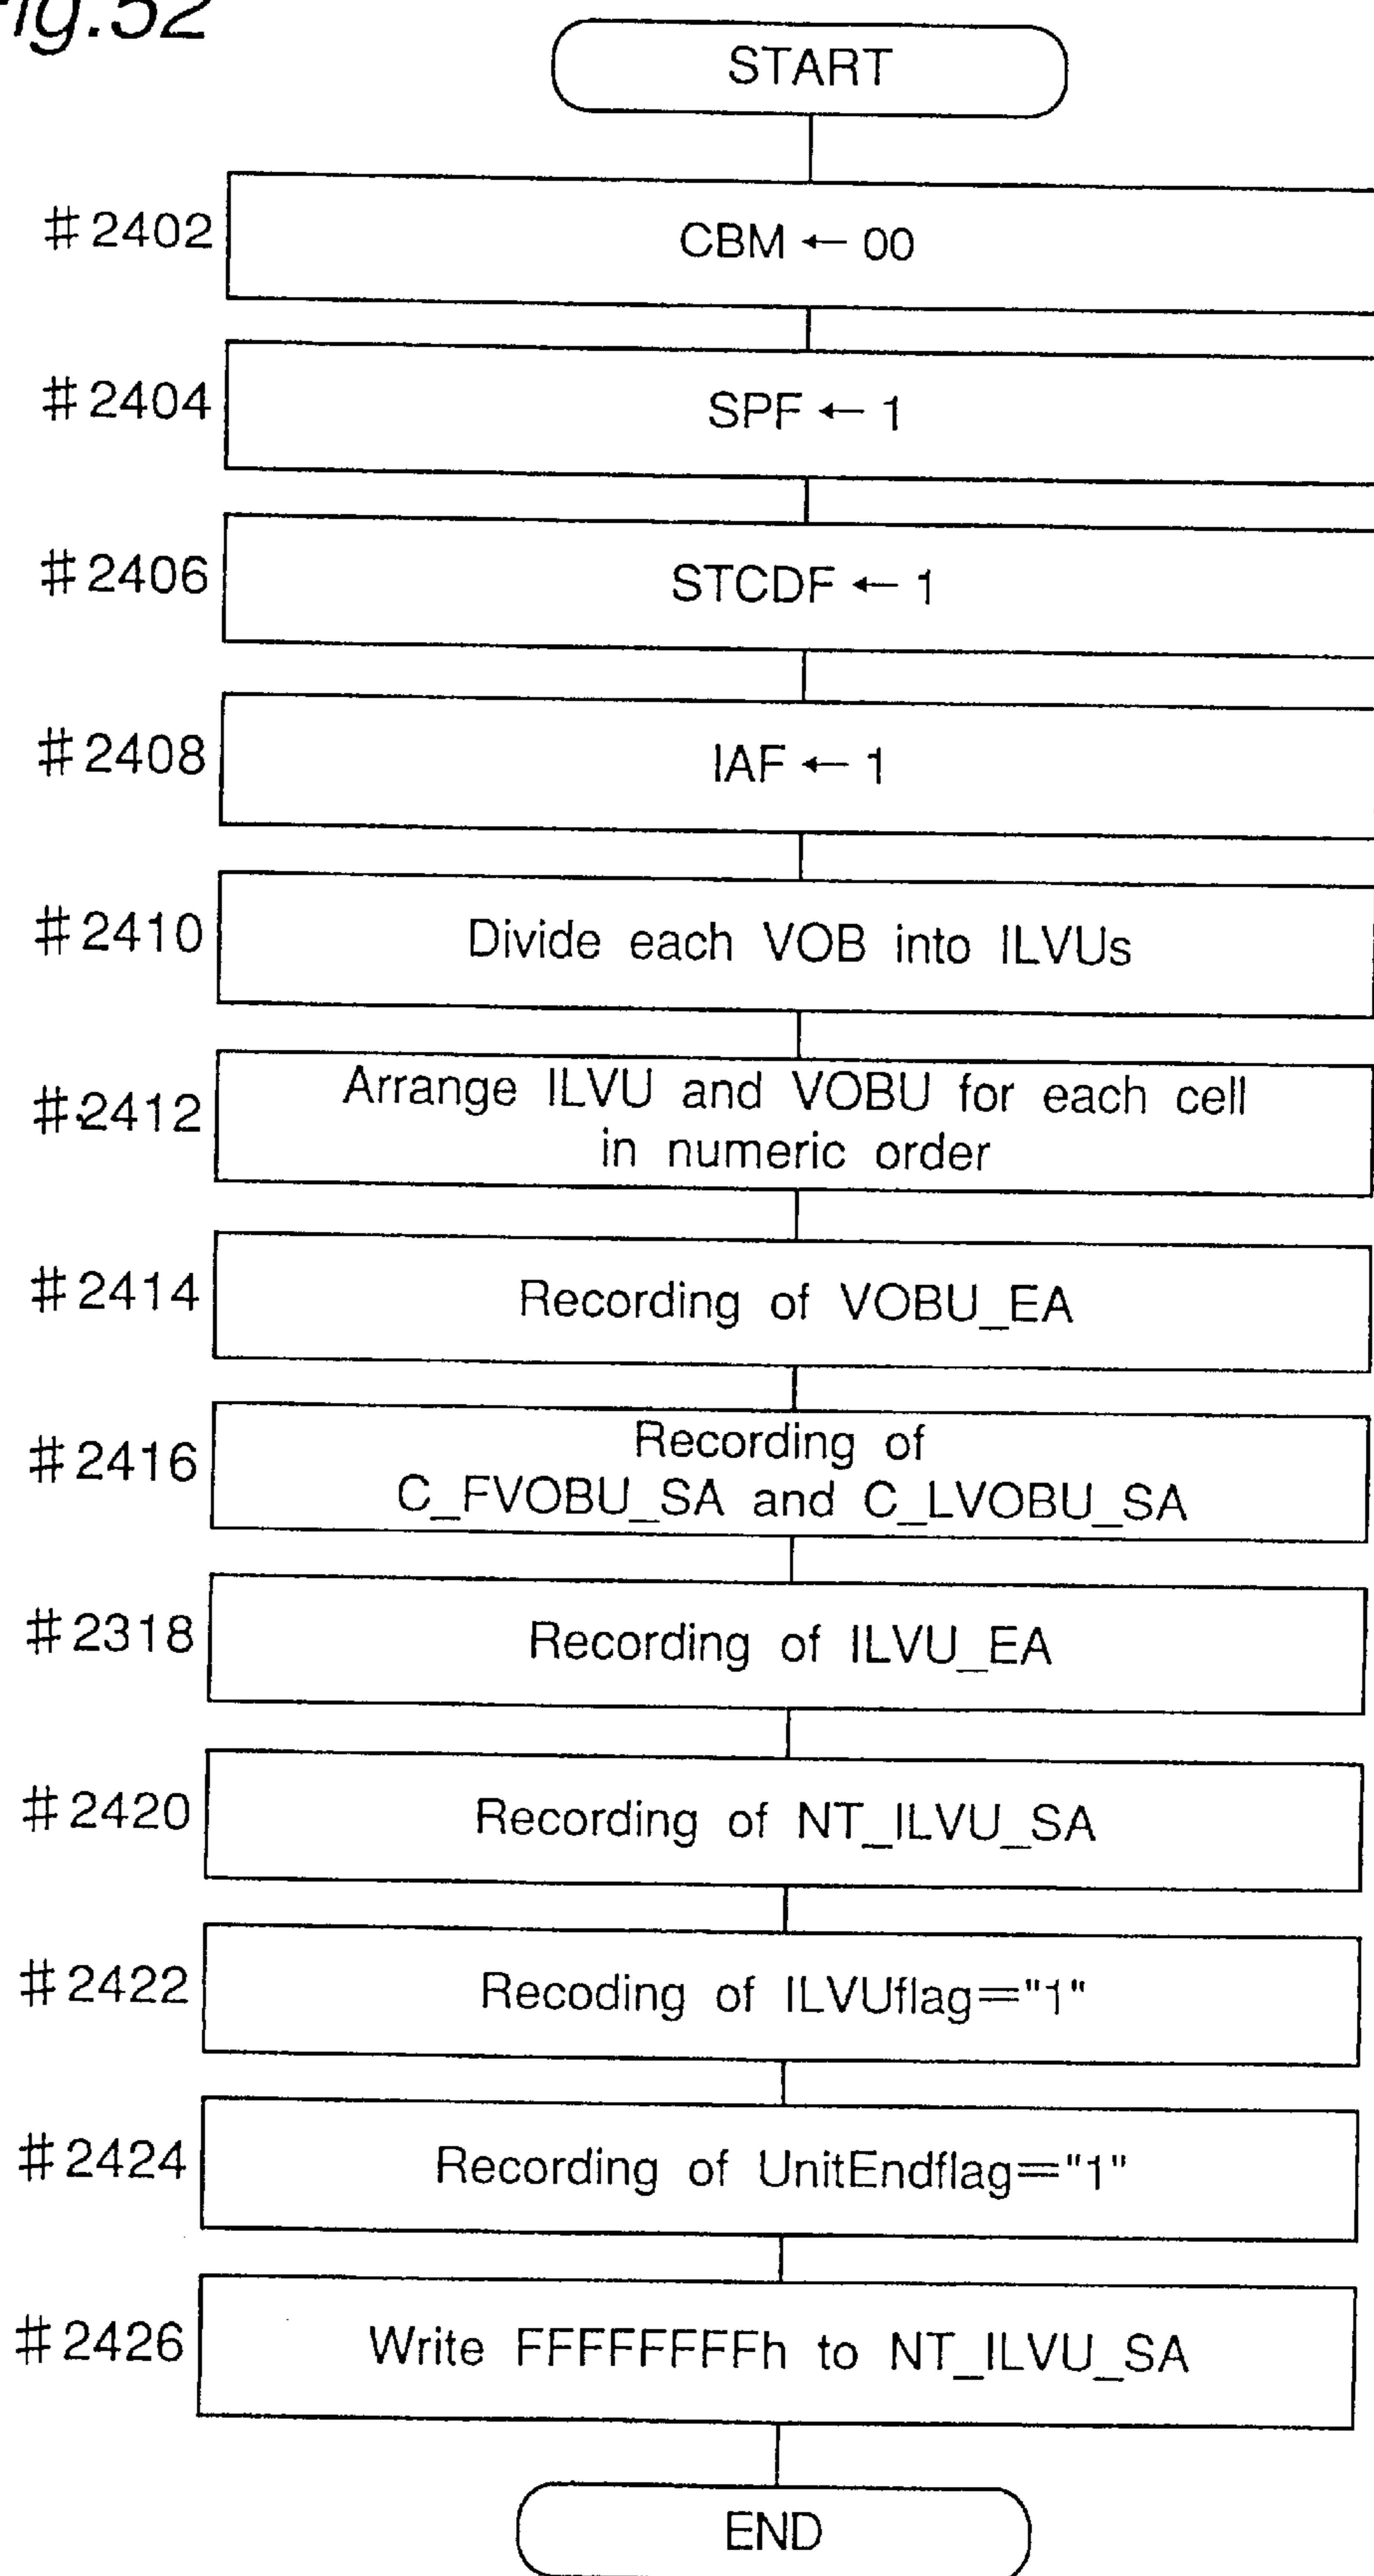 Fig.52
START
#2402
CBM ← 00
#2404
SPF ← 1
#2406
STCDF ← 1
#2408
IAF ← 1
#2410
Divide each VOB into ILVUs
#2412
Arrange ILVU and VOBU for each cell
in numeric order
#2414
Recording of VOBU_EA
#2416
Recording of
C_FVOBU_SA and C_LVOBU_SA
#2318
Recording of ILVU_EA
#2420
Recording of NT_ILVU_SA
#2422
Recoding of ILVUflag="1"
#2424
Recording of UnitEndflag="1"
#2426
Write FFFFFFFFh to NT_ILVU_SA
END